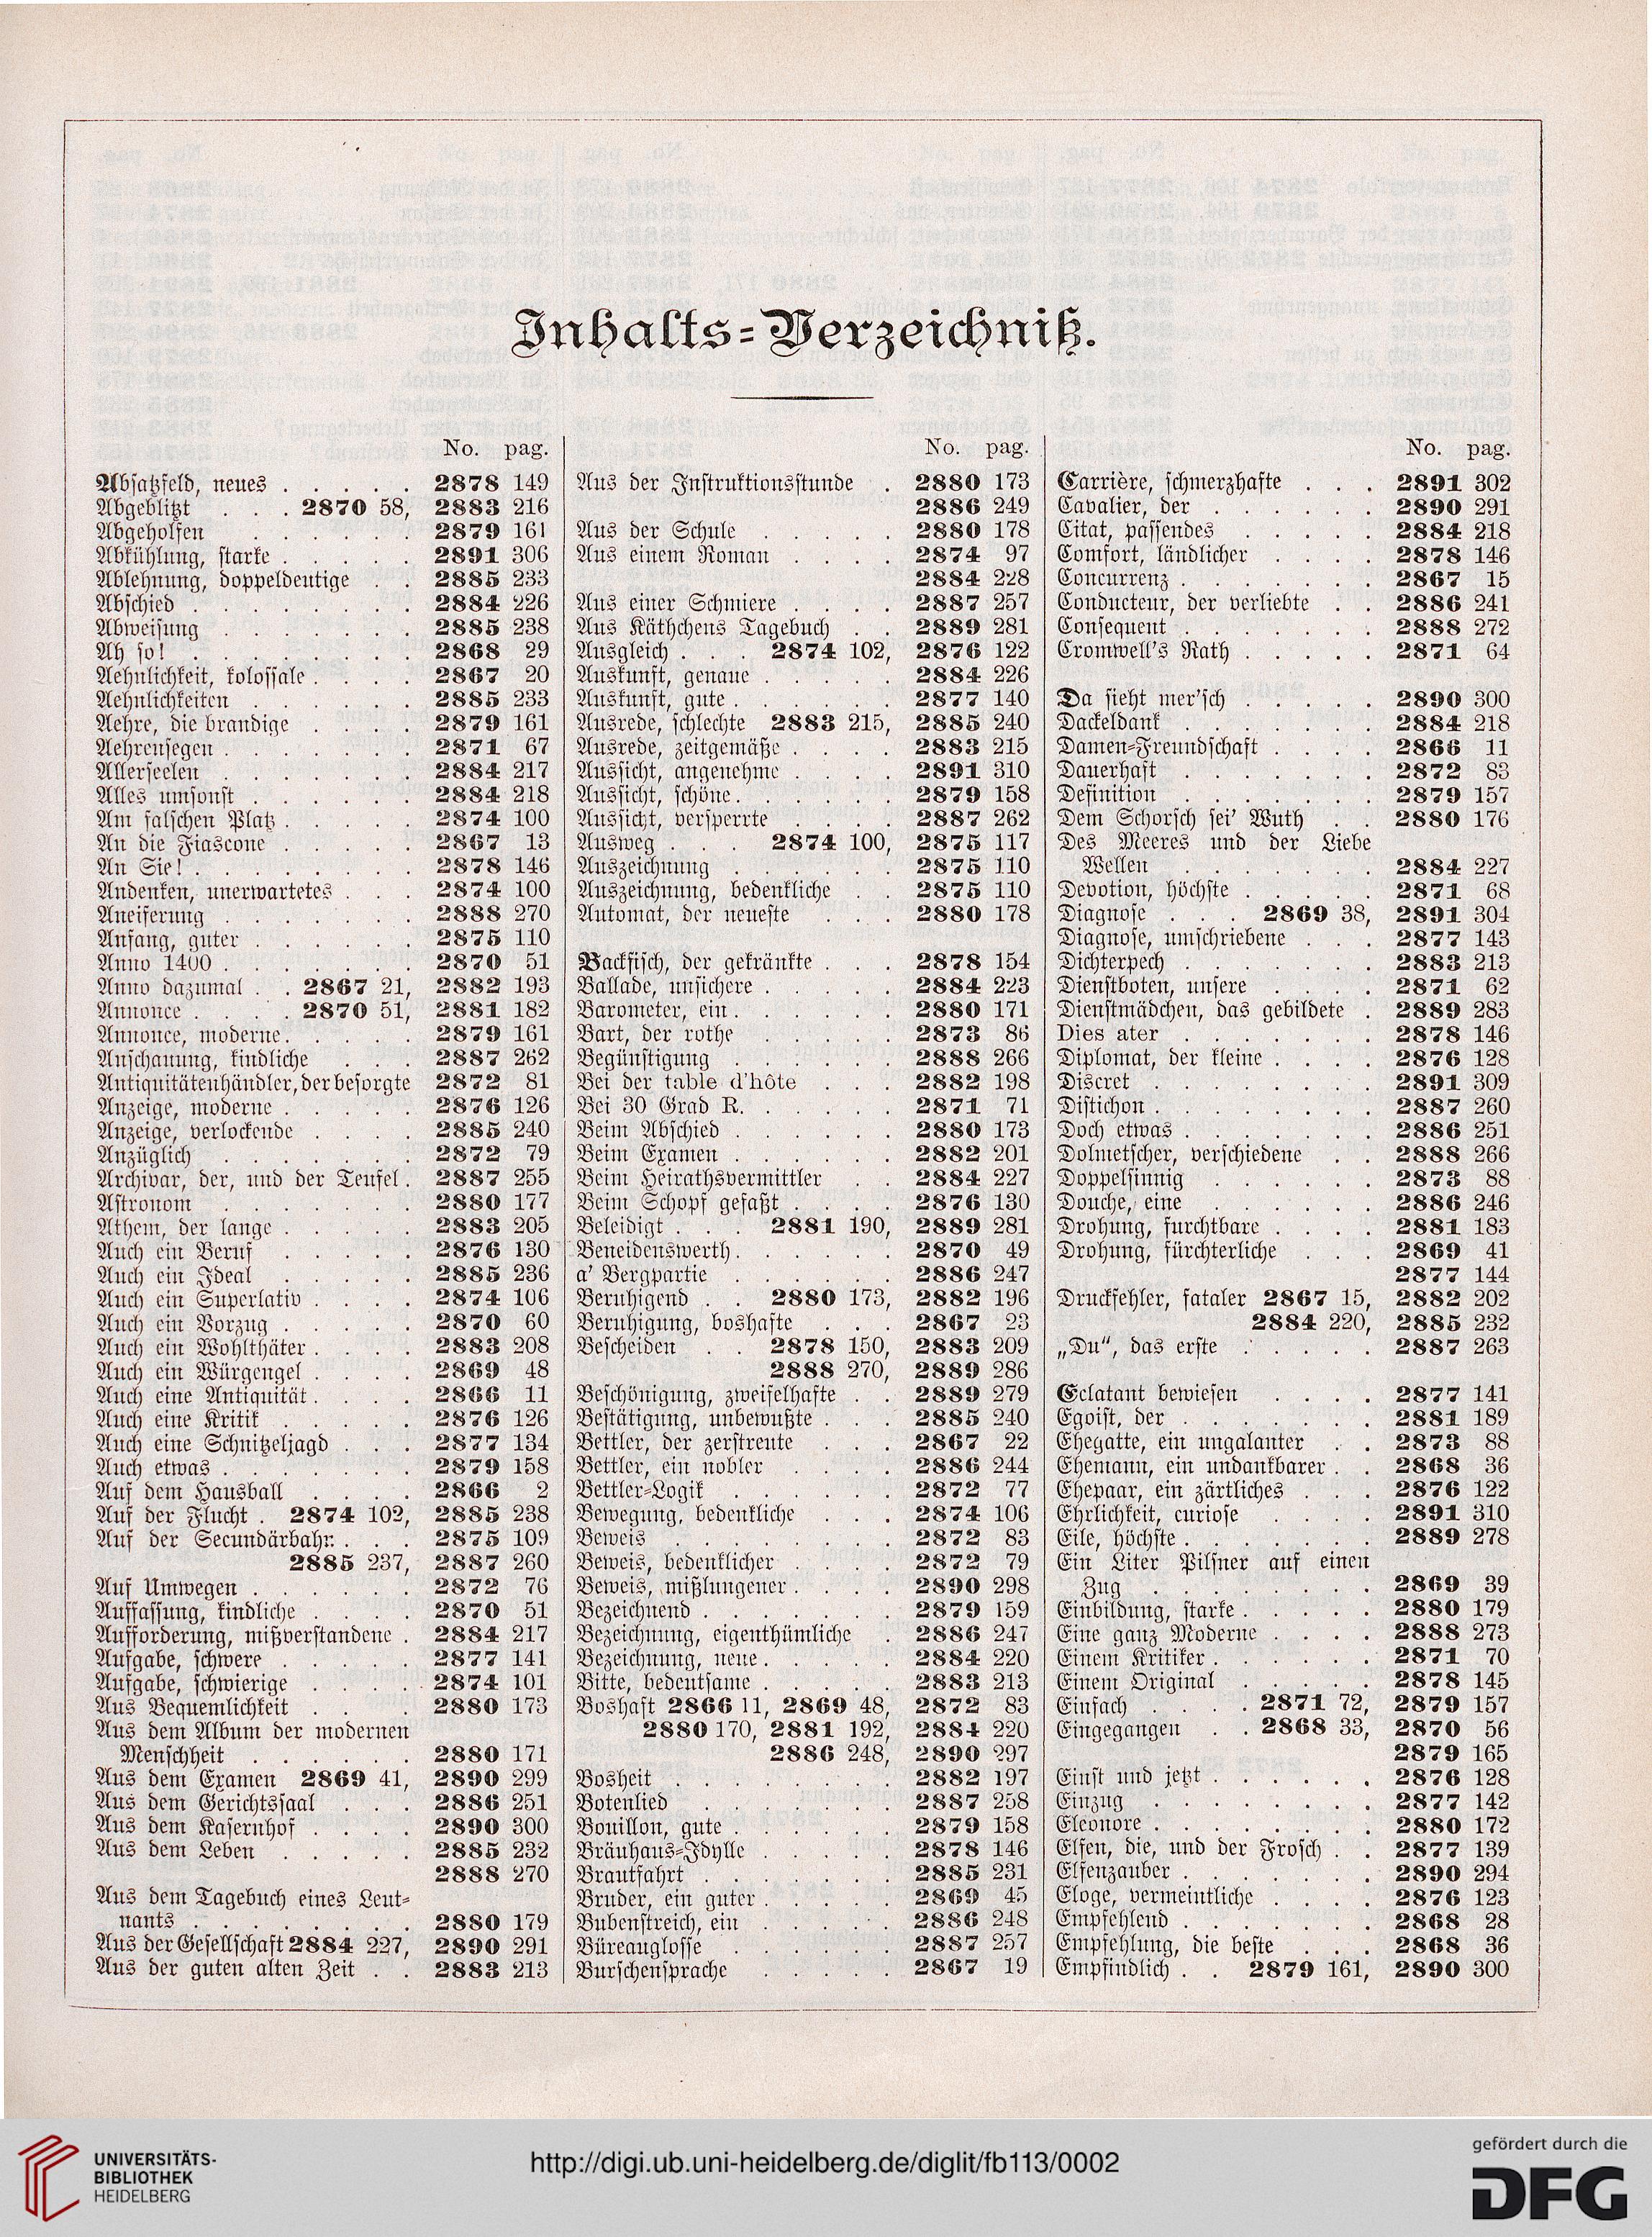 Inhalts-Verzeichniß.
No. pag.
Absatzfeld, neues . . . . . 2878 149
Abgeblitzt . . . 2870 58, 2883 216
Abgeholfen . . . . . . 2879 161
Abkühlung, starke . . . . 2891 306
Ablehnung, doppeldeutige . . 2885 233
Abschied . . . . . . . 2884 226
Abweisung . . . . . . . 2885 238
Ah so! . . . . . . . . 2868 29
Aehnlichkeit, kolossale . . . . 2867 20
Aehnlichkeiten . . . . . . 2885 233
Aehre, die brandige . . . . 2879 161
Aehrensegen . . . . . . . 2871 67
Allerseelen . . . . . . . 2884 217
Alles umsonst . . . . . . 2884 218
Am falschen Platz . . . . . 2874 100
An die Fiascone . . . . . 2867 13
An Sie! . . . . . . . . 2878 146
Andenken, unerwartetes . . . 2874 100
Aneiferung . . . . . . . 2888 270
Anfang, guter . . . . . . 2875 110
Anno 1400 . . . . . . . 2870 51
Anno dazumal . . 2867 21, 2882 193
Annonce . . . . 2870 51, 2881 182
Annonce, moderne . . . . . 2879 161
Anschauung, kindliche . . . . 2887 262
Antiquitätenhändler, der besorgte 2872 81
Anzeige, moderne . . . . . 2876 126
Anzeige, verlockende . . . . 2885 240
Anzüglich . . . . . . . 2872 79
Archivar, der, und der Teufel . 2887 255
Astronom . . . . . . . 2880 177
Athem, der lange . . . . . 2883 205
Auch ein Beruf . . . . . 2876 130
Auch ein Ideal . . . . . 2885 236
Auch ein Superlativ . . . . 2874 106
Auch ein Vorzug . . . . . 2870 60
Auch ein Wohlthäter . . . . 2883 208
Auch ein Würgengel . . . . 2869 48
Auch eine Antiquität . . . . 2866 11
Auch eine Kritik . . . . . 2876 126
Auch eine Schnitzeljagd . . . 2877 134
Auch etwas . . . . . . . 2879 158
Auf dem Hausball . . . . 2866 2
Auf der Flucht . 2874 102, 2885 238
Auf der Secundärbahn . . . 2875 109
2885 237, 2887 260
Auf Umwegen . . . . . . 2872 76
Auffassung, kindliche . . . . 2870 51
Aufforderung, mißverstandene . 2884 217
Aufgabe, schwere . . . . . 2877 141
Aufgabe, schwierige . . . . 2874 101
Aus Bequemlichkeit . . . . 2880 173
Aus dem Album der modernen
Menschheit . . . . . . 2880 171
Aus dem Examen 2869 41, 2890 299
Aus dem Gerichtssaal . . . 2886 251
Aus dem Kasernhof . . . . 2890 300
Aus dem Leben . . . . . 2885 232
2888 270
Aus dem Tagebuch eines Leut-
nants . . . . . . . . 2880 179
Aus der Gesellschaft 2884 227, 2890 291
Aus der guten alten Zeit . . 2883 213
No. pag.
Aus der Instruktionsstunde . 2880 173
2886 249
Aus der Schule . . . . . 2880 178
Aus einem Roman . . . . 2874 97
2884 228
Aus einer Schmiere . . . . 2887 257
Aus Käthchens Tagebuch . . 2889 281
Ausgleich . . . . 2874 102, 2876 122
Auskunft, genaue . . . . . 2884 226
Auskunft, gute . . . . . . 2877 140
Ausrede, schlechte 2883 215, 2885 240
Ausrede, zeitgemäße . . . . 2883 215
Aussicht, angenehme . . . . 2891 310
Aussicht, schöne . . . . . . 2879 158
Aussicht, versperrte . . . . 2887 262
Ausweg . . . . 2874 100, 2875 117
Auszeichnung . . . . . . 2875 110
Auszeichnung, bedenkliche . . 2875 110
Automat, der neueste . . . 2880 178
Backfisch, der gekränkte . . . 2878 154
Ballade, unsichere . . . . . 2884 223
Barometer, ein . . . . . . 2880 171
Bart, der rothe . . . . . 2873 86
Begünstigung . . . . . . 2888 266
Bei der table d'hôte . . . 2882 198
Bei 30 Grad R. . . . . . 2871 71
Beim Abschied . . . . . . 2880 173
Beim Examen . . . . . . 2882 201
Beim Heirathsvermittler . . 2884 227
Beim Schopf gefaßt . . . . 2876 130
Beleidigt . . . 2881 190, 2889 281
Beneidenswerth . . . . . . 2870 49
a' Bergpartie . . . . . . 2886 247
Beruhigend . . 2880 173, 2882 196
Beruhigung, boshafte . . . 2867 23
Bescheiden . . 2878 150, 2883 209
2888 270, 2889 286
Beschönigung, zweifelhafte . . 2889 279
Bestätigung, unbewußte . . . 2885 240
Bettler, der zerstreute . . . 2867 22
Bettler, ein nobler . . . . 2886 244
Bettler-Logik . . . . . . 2872 77
Bewegung, bedenkliche . . . 2874 106
Beweis . . . . . . . . 2872 83
Beweis, bedenklicher . . . . 2872 79
Beweis, mißlungener . . . . 2890 298
Bezeichnend . . . . . . . 2879 159
Bezeichnung, eigenthümliche . 2886 247
Bezeichnung, neue . . . . . 2884 220
Bitte, bedeutsame . . . . . 2883 213
Boshaft 2866 11, 2869 48, 2872 83
2880 170, 2881 192, 2884 220
2886 248, 2890 297
Bosheit . . . . . . . . 2882 197
Botenlied . . . . . . . 2887 258
Bouillon, gute . . . . . . 2879 158
Bräuhaus-Idylle . . . . . 2878 146
Brautfahrt . . . . . . . 2885 231
Bruder, ein guter . . . . . 2869 45
Bubenstreich, ein . . . . . 2886 248
Büreauglosse . . . . . . 2887 257
Burschensprache . . . . . 2867 19
No. pag.
Carrière, schmerzhafte . . . 2891 302
Cavalier, der . . . . . . 2890 291
Citat, passendes . . . . . 2884 218
Comfort, ländlicher . . . . 2878 146
Concurrenz . . . . . . . 2867 15
Conducteur, der verliebte . . 2886 241
Consequent . . . . . . . 2888 272
Cromwell's Rath . . . . . 2871 64
Da sieht mer'sch . . . . . 2890 300
Dackeldank . . . . . . . 2884 218
Damen-Freundschaft . . . . 2866 11
Dauerhaft . . . . . . . 2872 83
Definition . . . . . . . 2879 157
Dem Schorsch sei' Wuth . . 2880 176
Des Meeres und der Liebe
Wellen . . . . . . . 2884 227
Devotion, höchste . . . . . 2871 68
Diagnose . . . 2869 38, 2891 304
Diagnose, umschriebene . . . 2877 143
Dichterpech . . . . . . . 2883 213
Dienstboten, unsere . . . . 2871 62
Dienstmädchen, das gebildete . 2889 283
Dies ater . . . . . . . 2878 146
Diplomat, der kleine . . . . 2876 128
Discret . . . . . . . . 2891 309
Distichon . . . . . . . . 2887 260
Doch etwas . . . . . . . 2886 251
Dolmetscher, verschiedene . . 2888 266
Doppelsinnig . . . . . . 2873 88
Douche, eine . . . . . . 2886 246
Drohung, furchtbare . . . . 2881 183
Drohung, fürchterliche . . . 2869 41
2877 144
Druckfehler, fataler 2867 15, 2882 202
2884 220, 2885 232
„Du“, das erste . . . . . 2887 263
Eclatant bewiesen . . . . 2877 141
Egoist, der . . . . . . . 2881 189
Ehegatte, ein ungalanter . . 2873 88
Ehemann, ein undankbarer . . 2868 36
Ehepaar, ein zärtliches . . . 2876 122
Ehrlichkeit, curiose . . . . 2891 310
Eile, höchste . . . . . . . 2889 278
Ein Liter Pilsner auf einen
Zug . . . . . . . . 2869 39
Einbildung, starke . . . . . 2880 179
Eine ganz Moderne . . . . 2888 273
Einem Kritiker . . . . . . 2871 70
Einem Original . . . . . 2878 145
Einfach . . . . 2871 72, 2879 157
Eingegangen . . 2868 33, 2870 56
2879 165
Einst und jetzt . . . . . . 2876 128
Einzug . . . . . . . . 2877 142
Eleonore . . . . . . . . 2880 172
Elfen, die, und der Frosch . . 2877 139
Elfenzauber . . . . . . . 2890 294
Eloge, vermeintliche . . . . 2876 123
Empfehlend . . . . . . . 2868 28
Empfehlung, die beste . . . 2868 36
Empfindlich . . 2879 161, 2890 300
UNIVERSITÄTS-
BIBLIOTHEK
HEIDELBERG
http://digi.ub.uni-heidelberg.de/diglit/fb113/0002
gefördert durch die
DFG